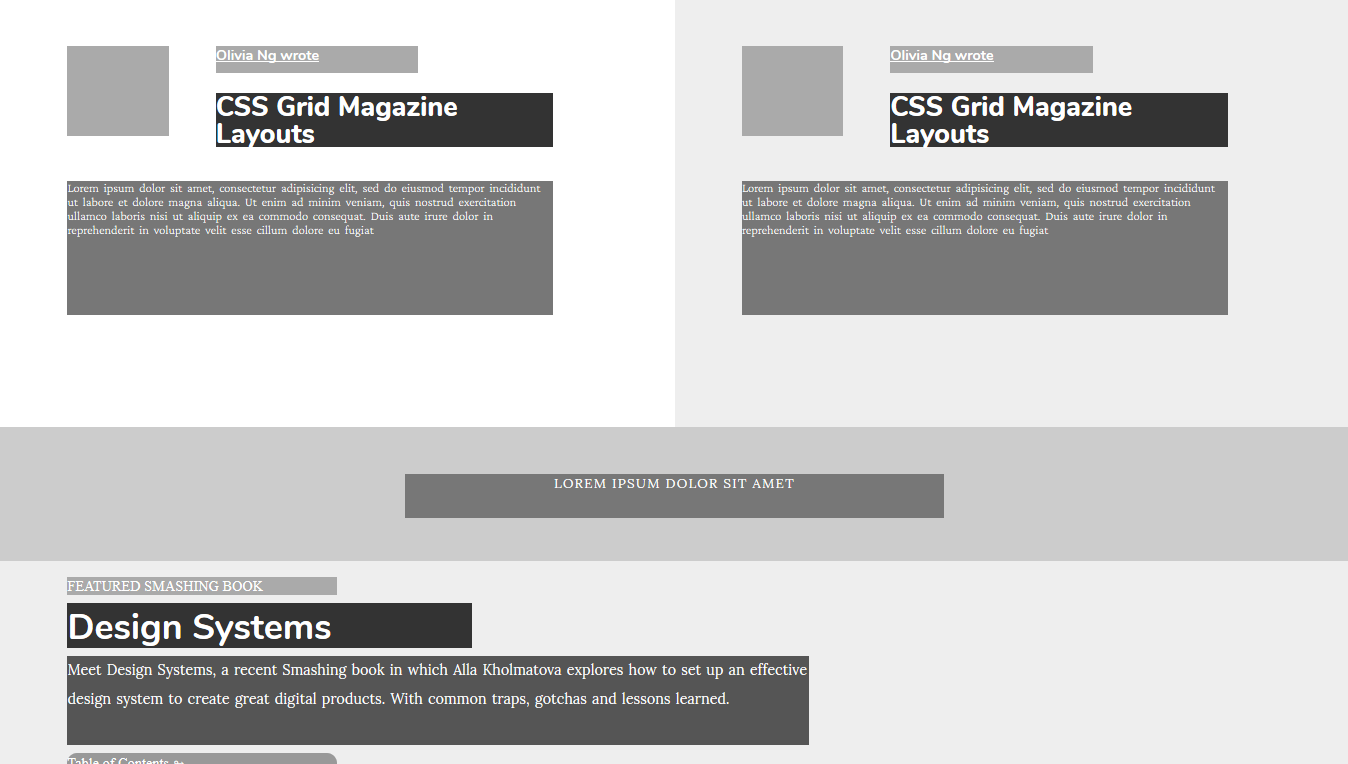 Olivia Ng wrote
CSS Grid Magazine
Layouts
Lorem ipsum dolor sit amet, consectetur adipisicing elit, sed do eiusmod tempor incididunt
ut labore et dolore magna aliqua. Ut enim ad minim veniam, quis nostrud exercitation
ullamco laboris nisi ut aliquip ex ea commodo consequat. Duis aute irure dolor in
reprehenderit in voluptate velit esse cillum dolore eu fugiat
Olivia Ng wrote
CSS Grid Magazine
Layouts
Lorem ipsum dolor sit amet, consectetur adipisicing elit, sed do eiusmod tempor incididunt
ut labore et dolore magna aliqua. Ut enim ad minim veniam, quis nostrud exercitation
ullamco laboris nisi ut aliquip ex ea commodo consequat. Duis aute irure dolor in
reprehenderit in voluptate velit esse cillum dolore eu fugiat
LOREM IPSUM DOLOR SIT AMET
FEATURED SMASHING BOOK
Design Systems
Meet Design Systems, a recent Smashing book in which Alla Kholmatova explores how to set up an effective
design system to create great digital products. With common traps, gotchas and lessons learned.
Table of Contents